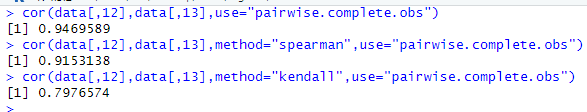 > cor(data[,12],data[,13],use="pairwise.complete.obs")
[1] 0.9469589
> cor(data[,12],data[,13],method="spearman",use="pairwise.complete.obs")
[1] 0.9153138
> cor(data[,12],data[,13],method="kendall",use="pairwise.complete.obs")
[1] 0.7976574
>